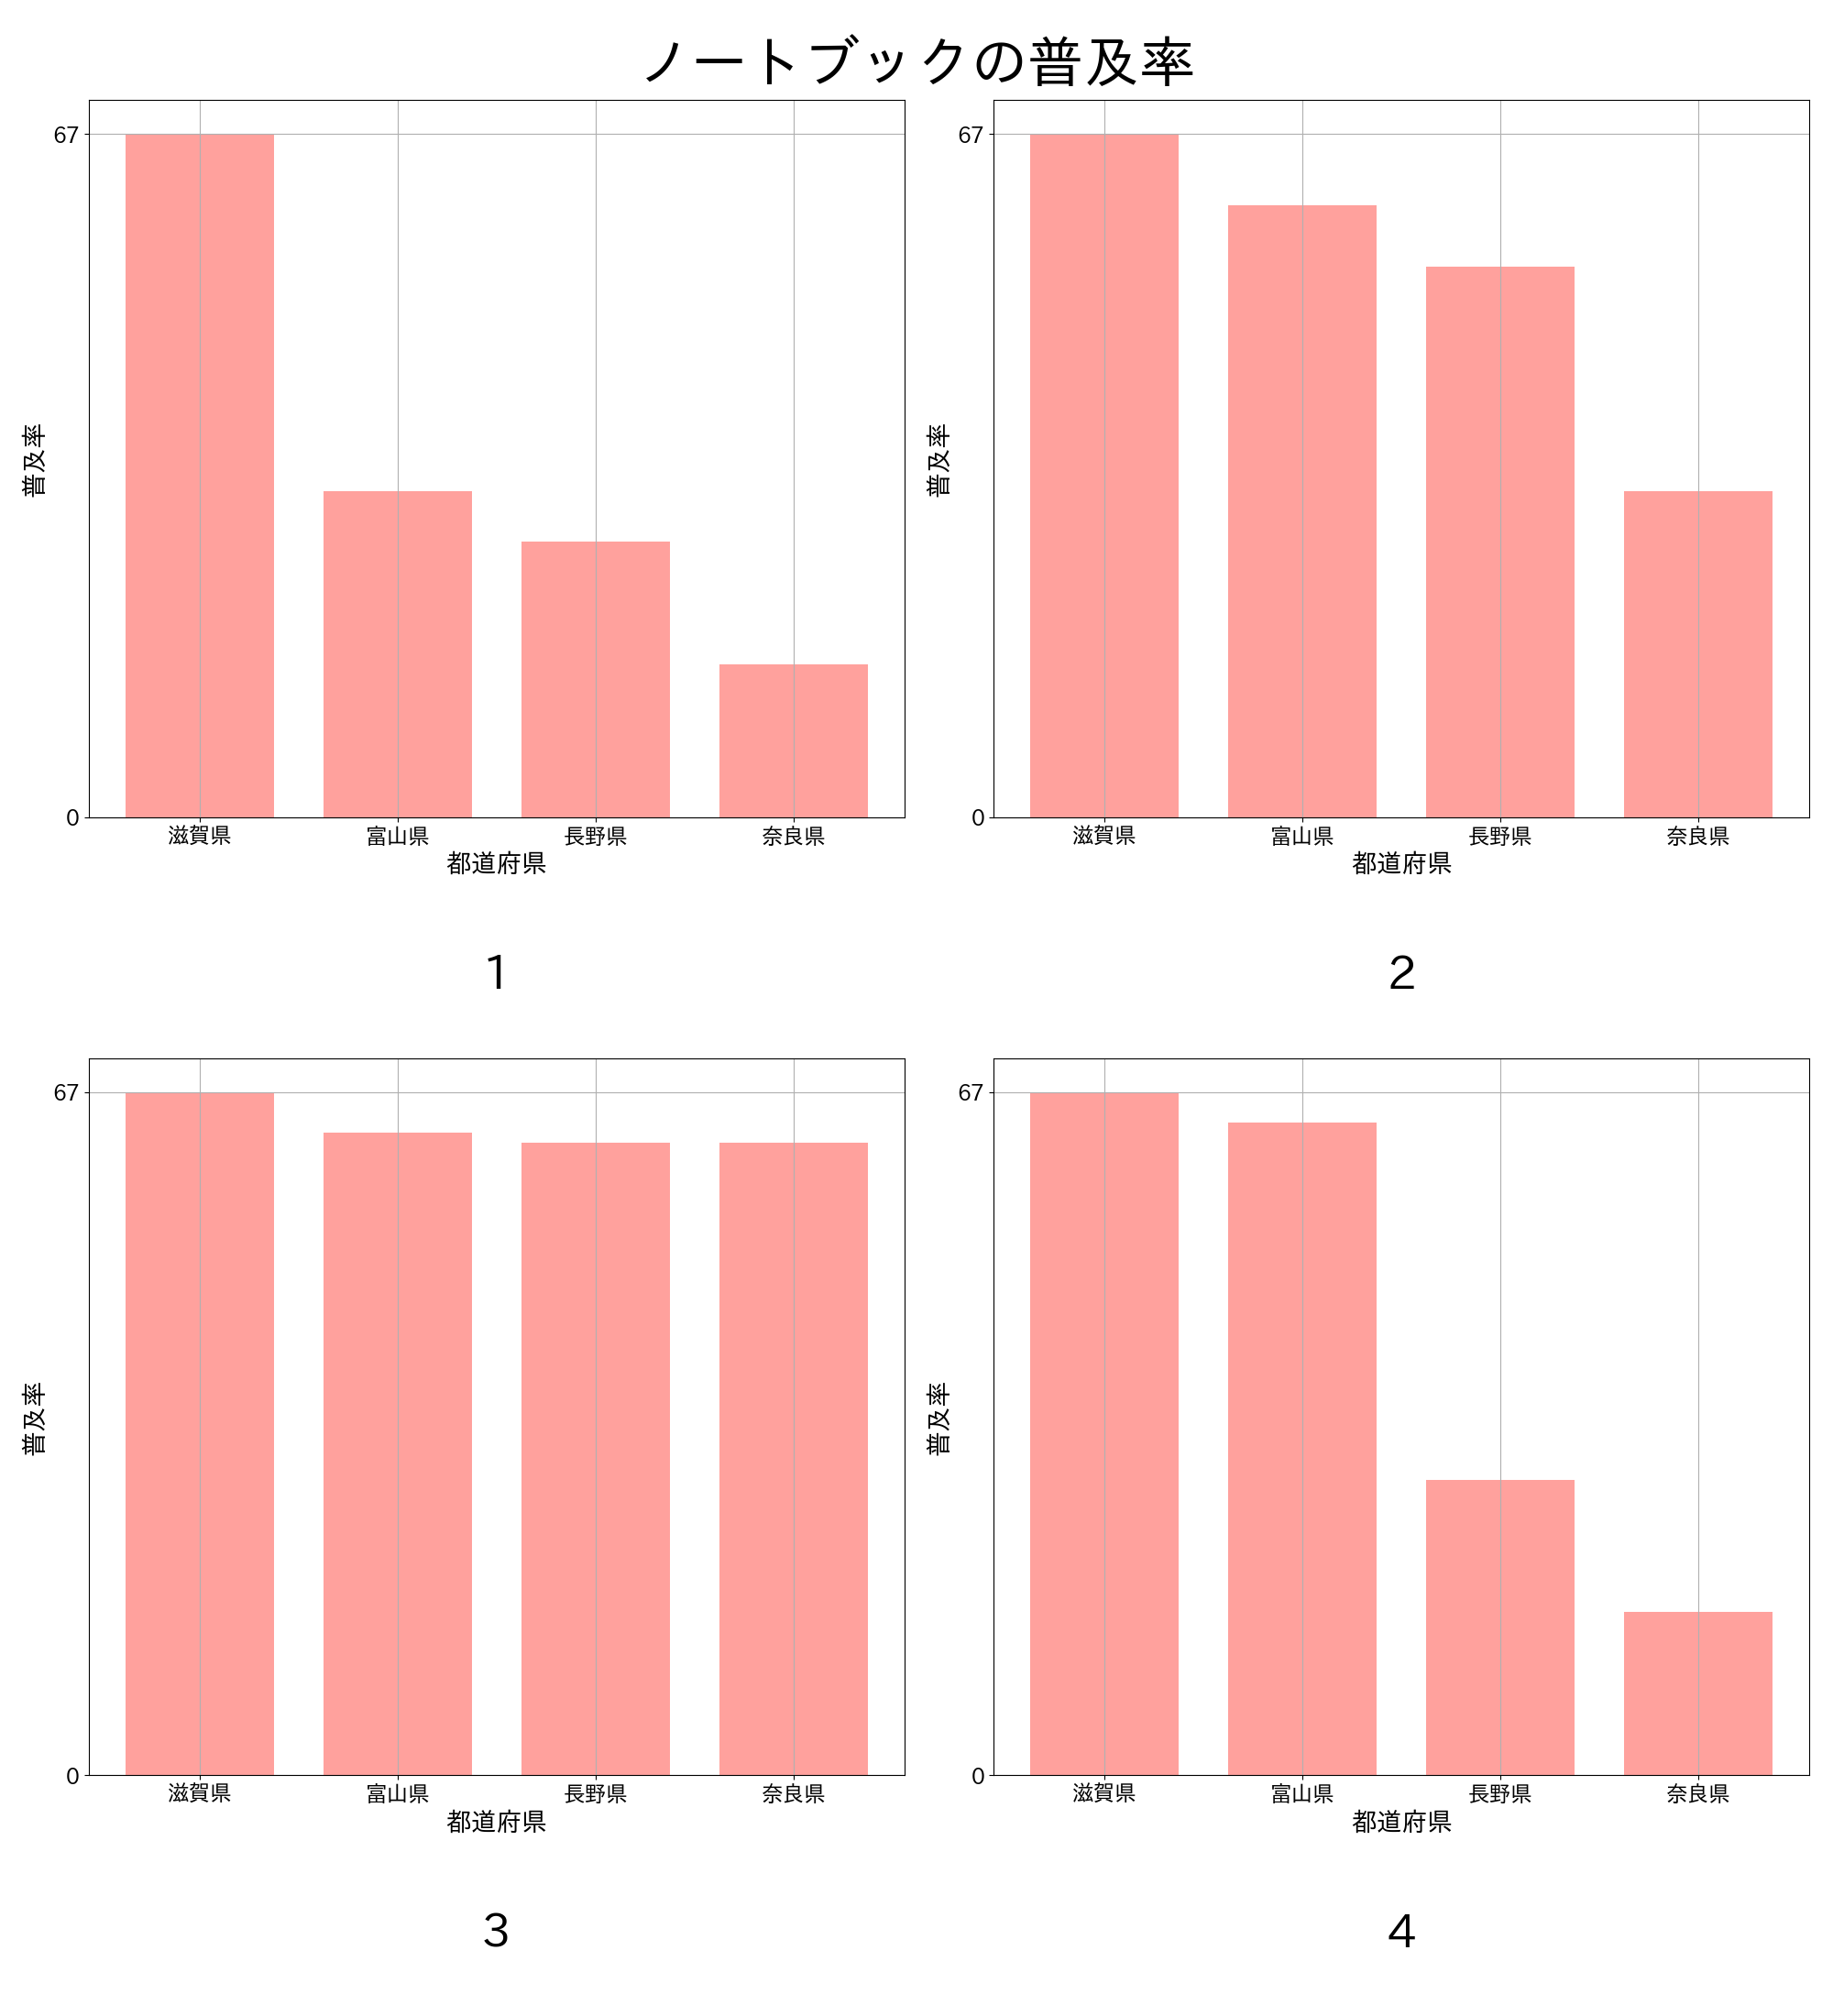 ノートブックの普及率
67
0
普及率
滋賀県 富山県 長野県 奈良県
都道府県
1
67
0
普及率
滋賀県 富山県 長野県 奈良県
都道府県
2
67
0
普及率
滋賀県 富山県 長野県 奈良県
都道府県
3
67
0
普及率
滋賀県 富山県 長野県 奈良県
都道府県
4